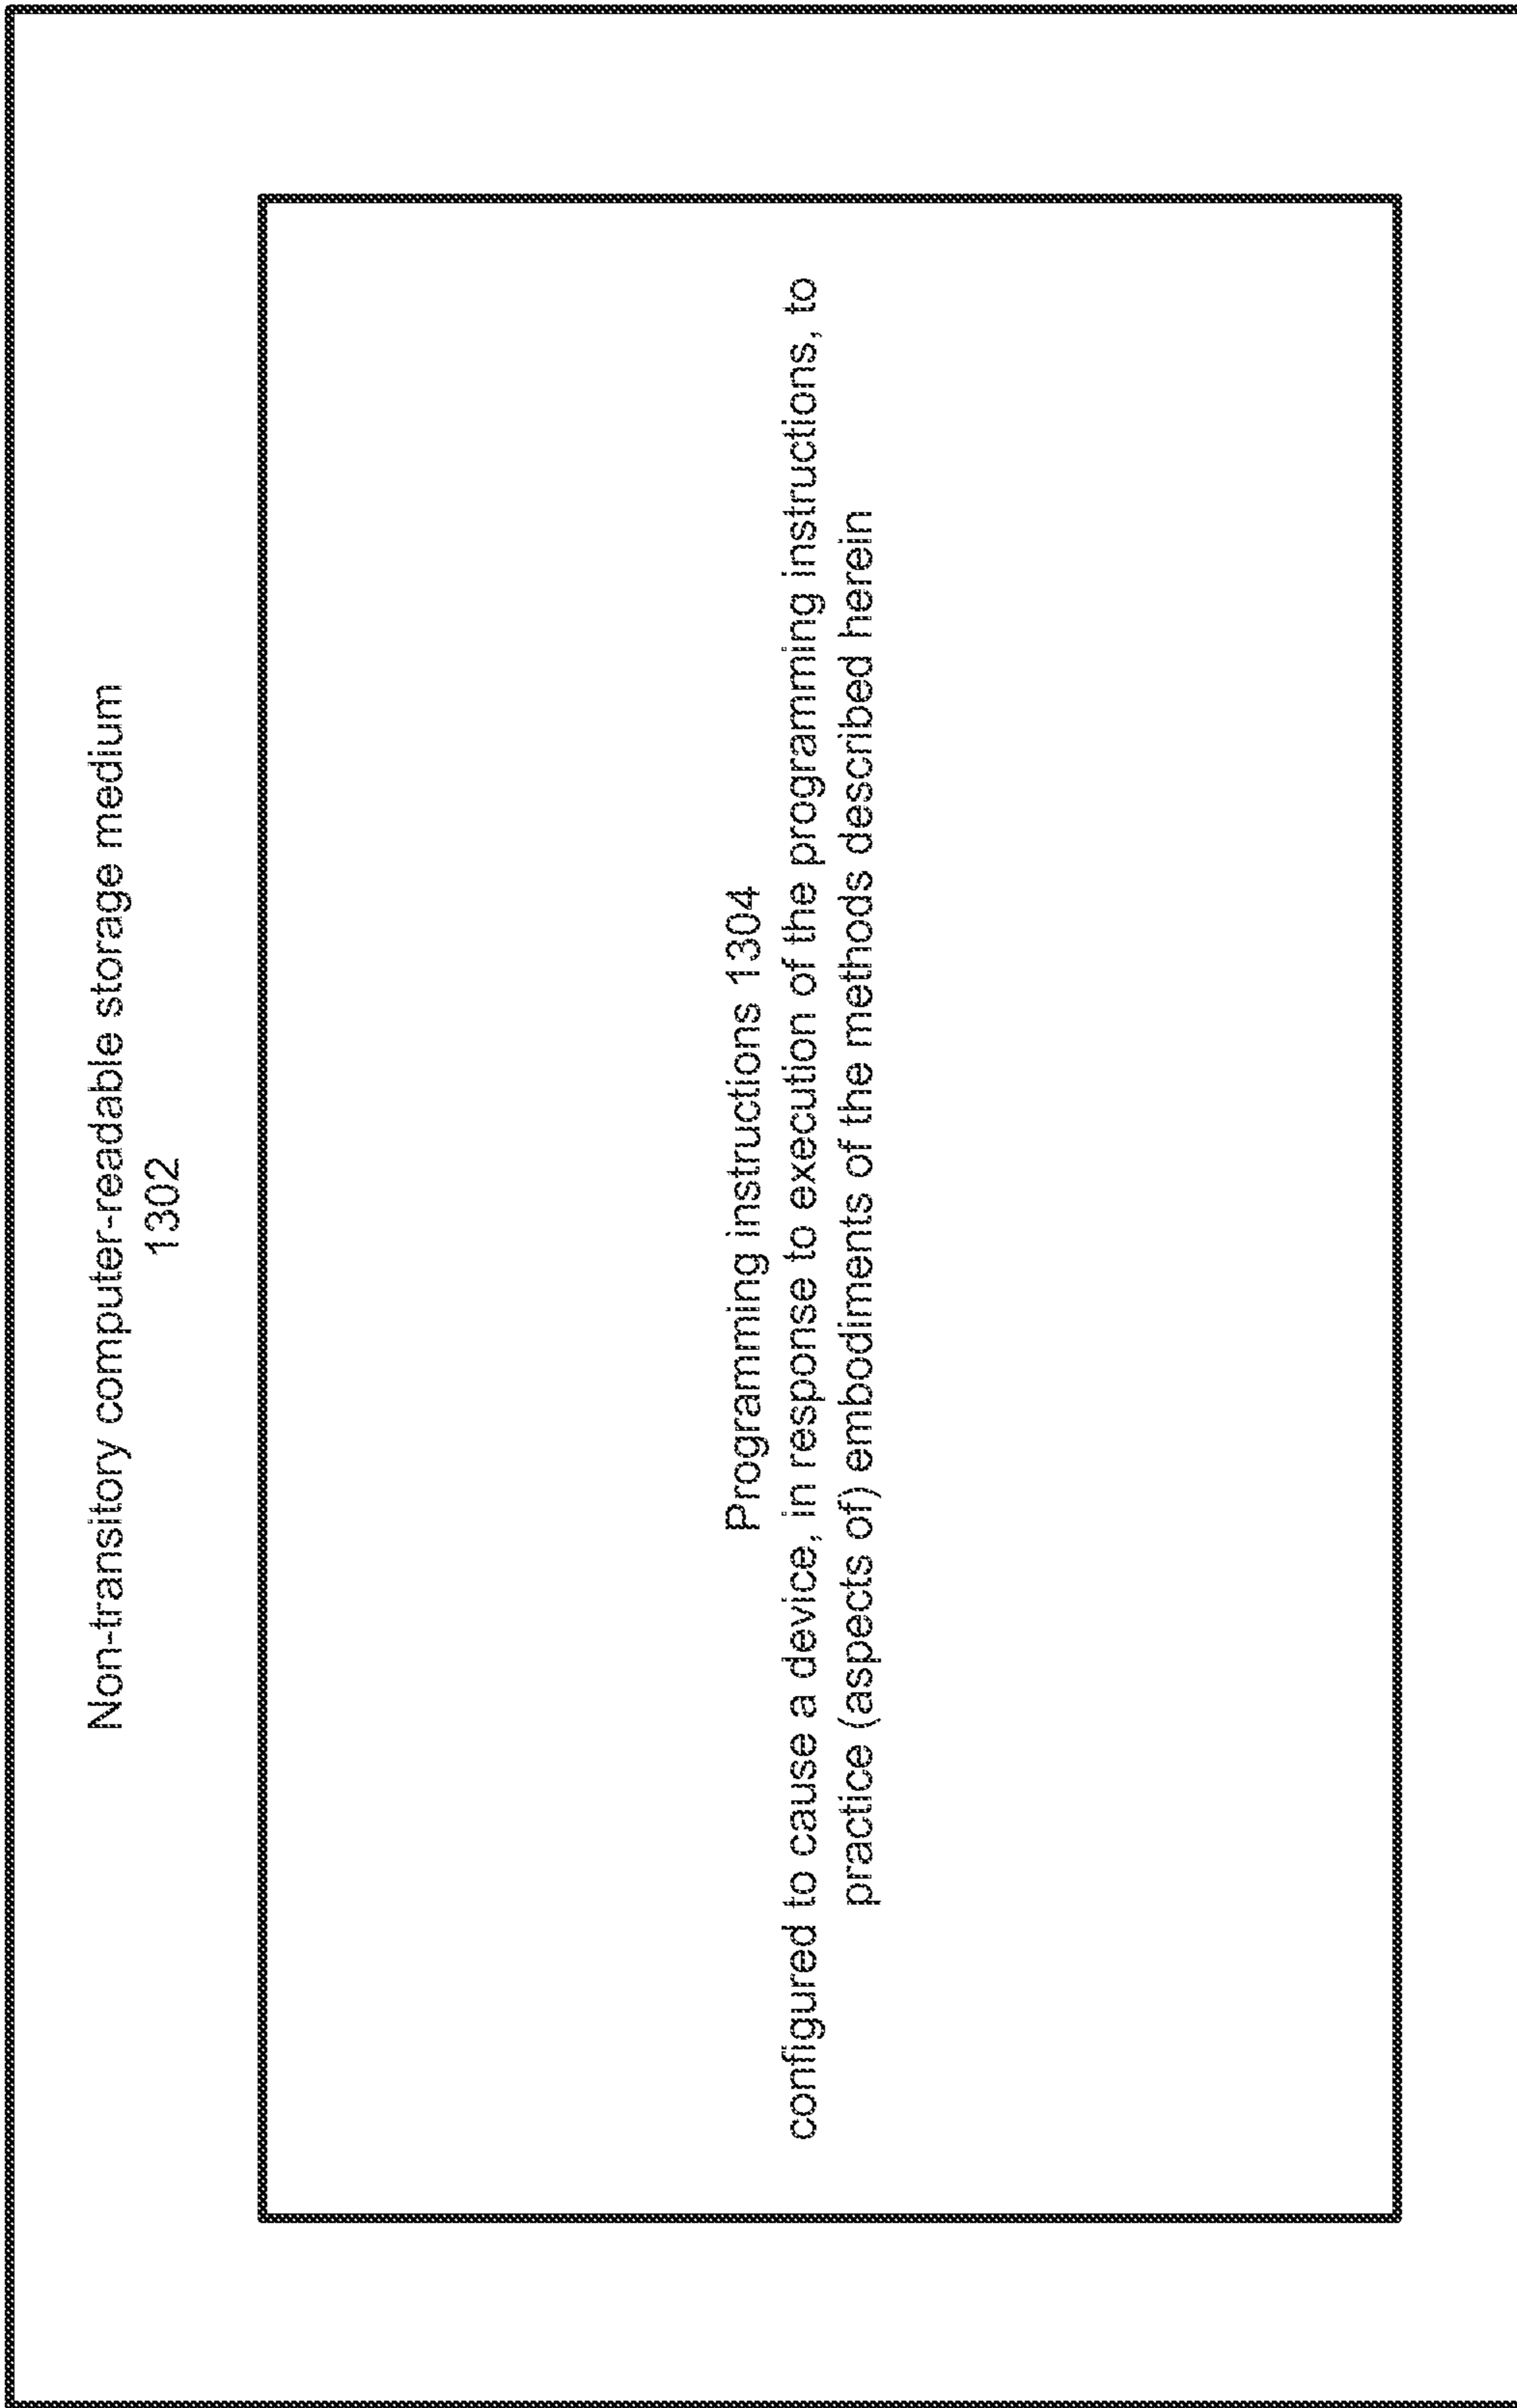 Non-transitory computer-readable storage medium
1302
Programming instructions 1304
configured to cause a device, in response to execution of the programming instructions, to
practice (aspects of) embodiments of the methods described herein